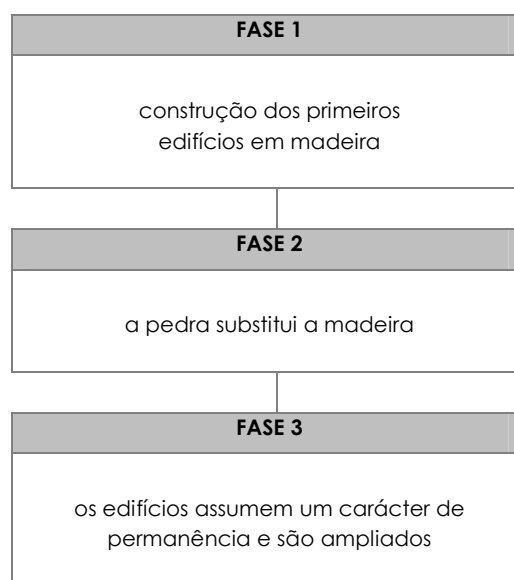 FASE 1
construção dos primeiros
edifícios em madeira
FASE 2
a pedra substitui a madeira
FASE 3
os edifícios assumem um carácter de
permanência e são ampliados